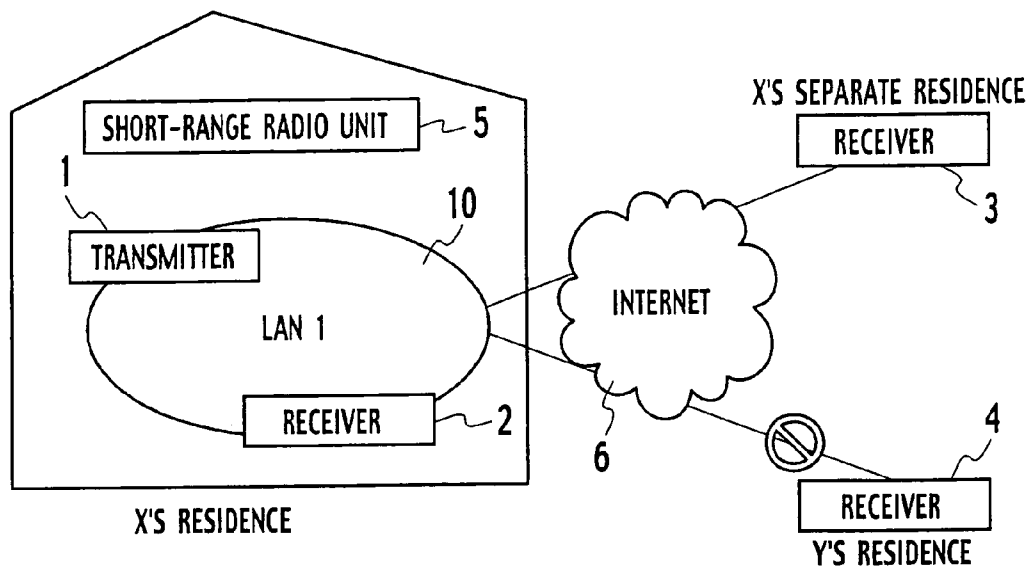 X'S SEPARATE RESIDENCE
SHORT-RANGE RADIO UNIT
5
RECEIVER
3
1
10
TRANSMITTER
INTERNET
LAN 1
RECEIVER
2
6
4
RECEIVER
X'S RESIDENCE
Y'S RESIDENCE